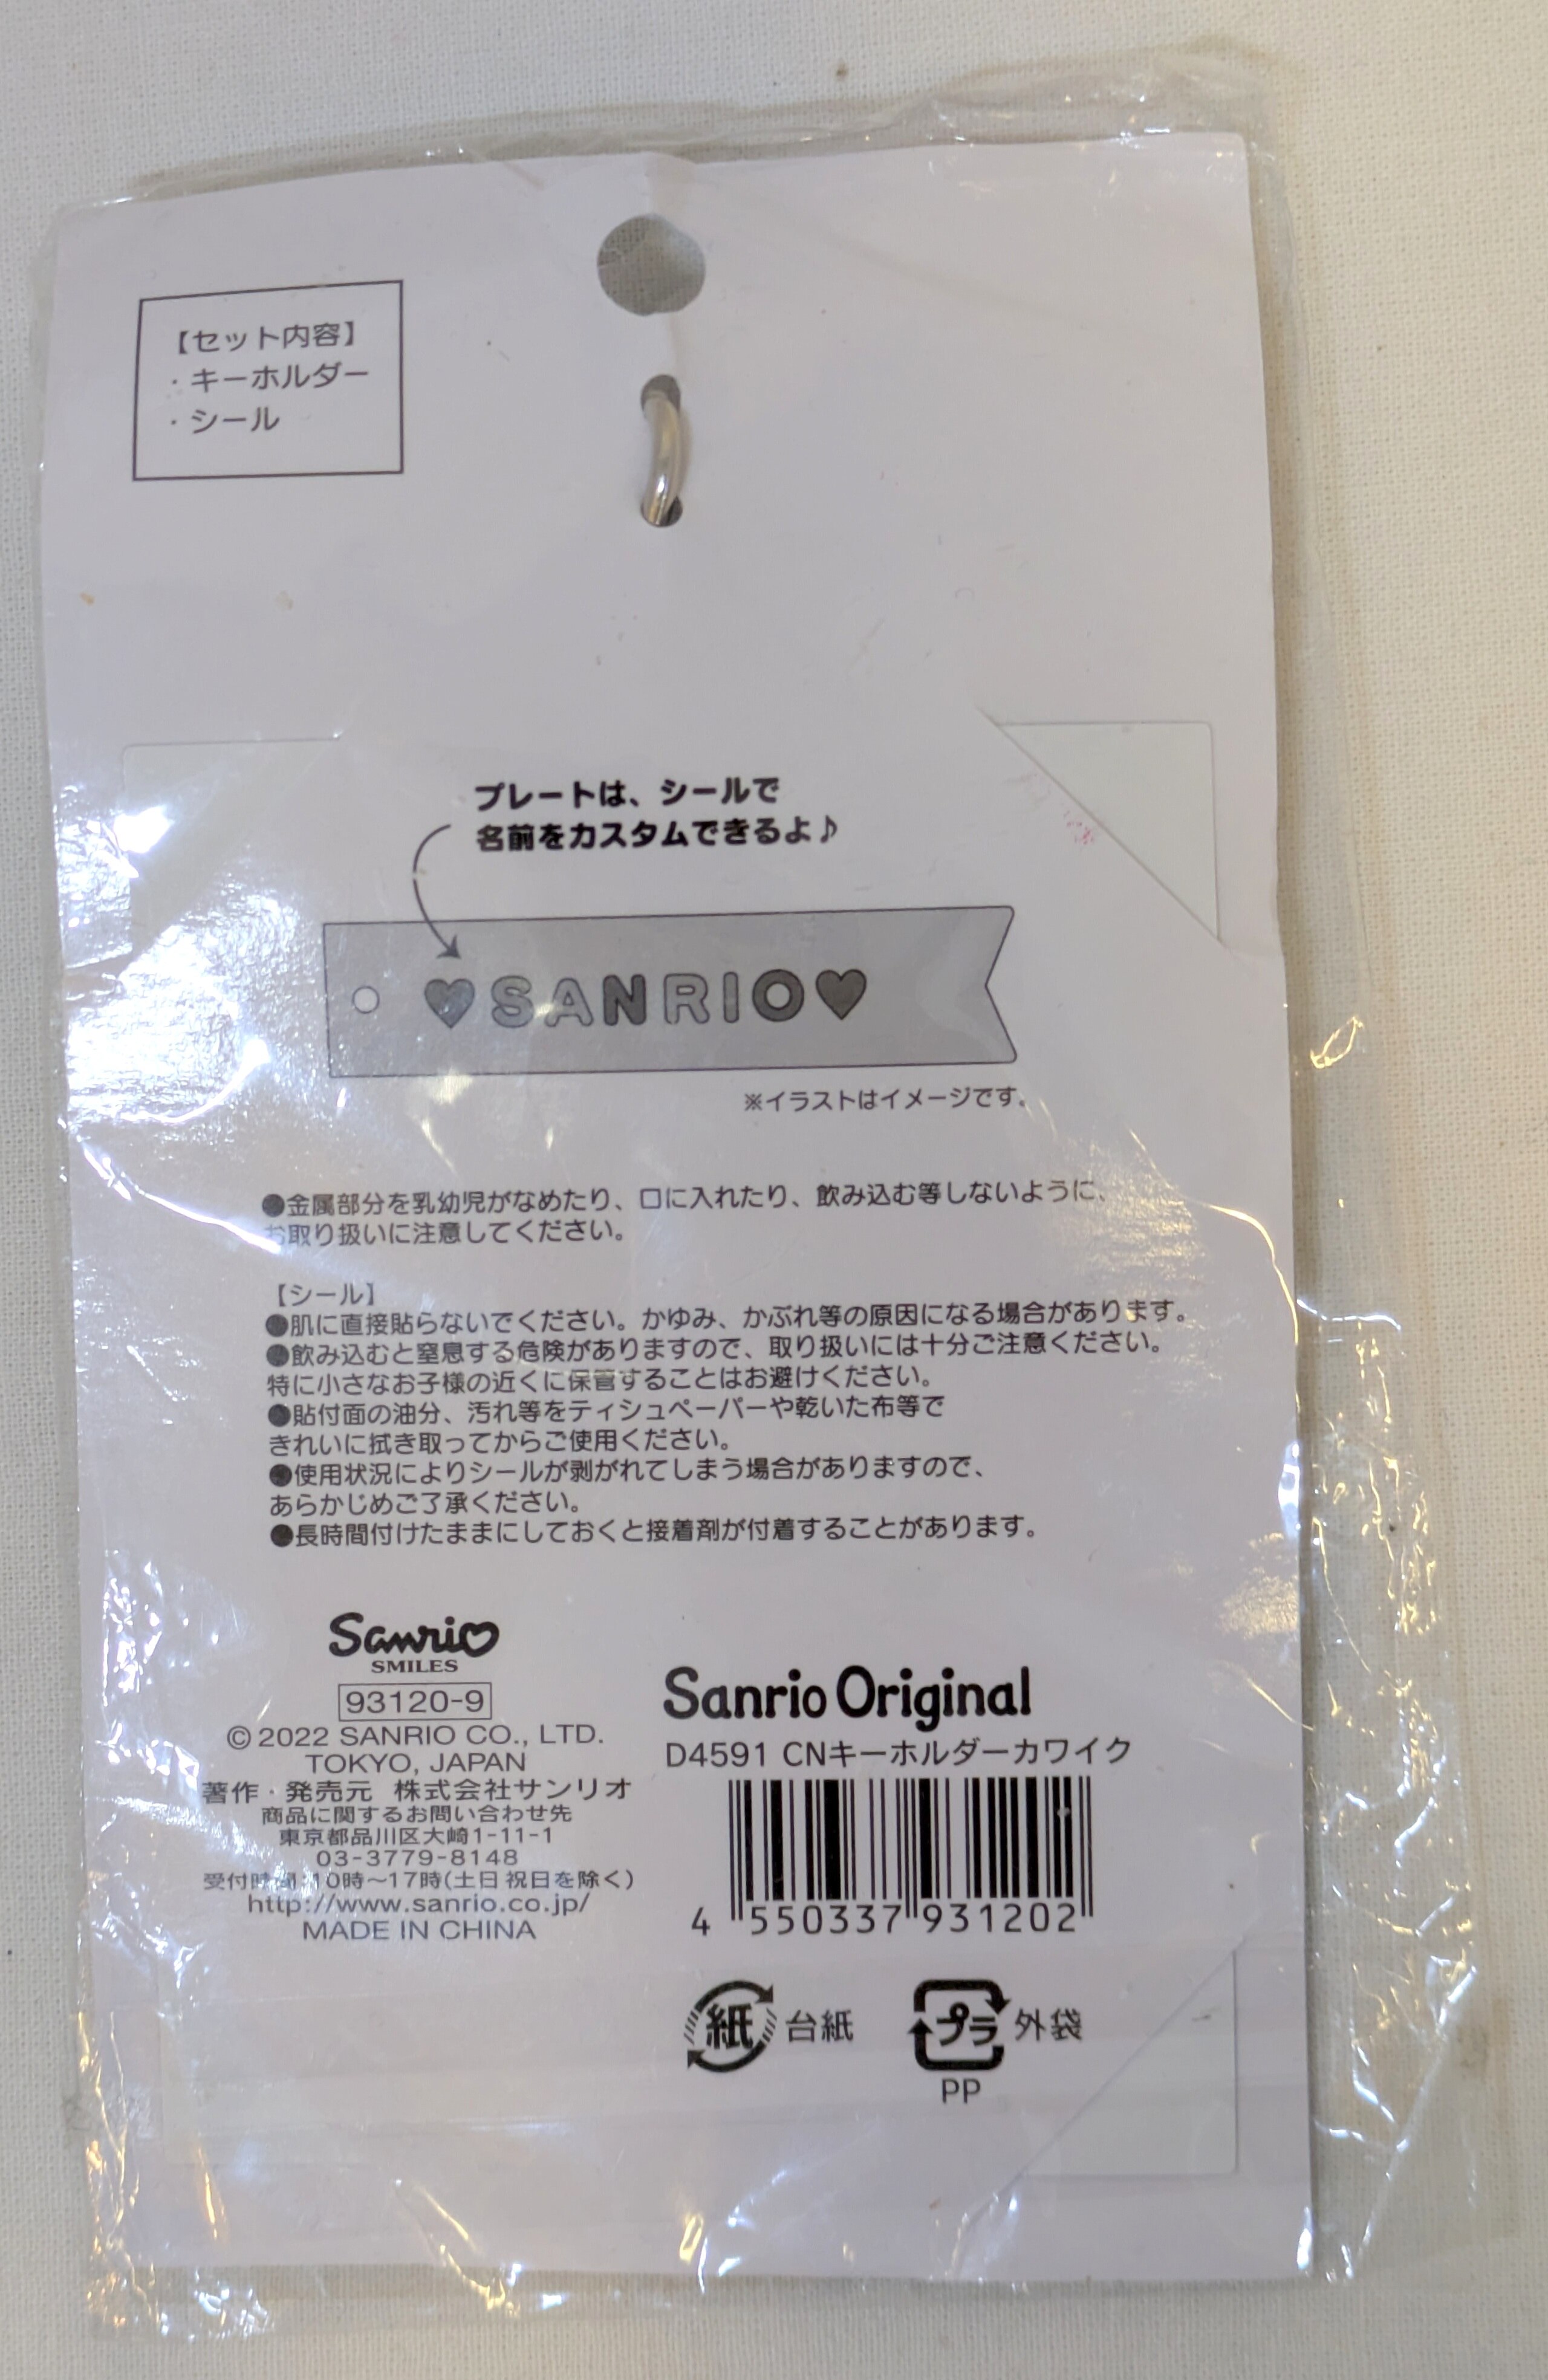 【セット内容】
・キーホルダー
・シール
プレートは、シールで
名前をカスタムできるよ♪
♥SANRIO♥
※イラストはイメージです。
●金属部分を乳幼児がなめたり、口に入れたり、飲み込む等しないように、
お取り扱いに注意してください。
【シール】
●肌に直接貼らないでください。かゆみ、かぶれ等の原因になる場合があります。
●飲み込むと窒息する危険がありますので、取り扱いには十分ご注意ください。
特に小さなお子様の近くに保管することはお避けください。
●貼付面の油分、汚れ等をティシュペーパーや乾いた布等で
きれいに拭き取ってからご使用ください。
●使用状況によりシールが剥がれてしまう場合がありますので、
あらかじめご了承ください。
●長時間付けたままにしておくと接着剤が付着することがあります。
Sanrio
SMILES
93120-9
©2022 SANRIO CO., LTD.
TOKYO, JAPAN
著作・発売元 株式会社サンリオ
商品に関するお問い合わせ先
東京都品川区大崎1-11-1
03-3779-8148
受付時間:10時〜17時(土日祝日を除く)
http://www.sanrio.co.jp/
MADE IN CHINA
Sanrio Original
D4591 CNキーホルダーカワイク
4 550337 931202
紙 台紙
プラ 外袋
PP